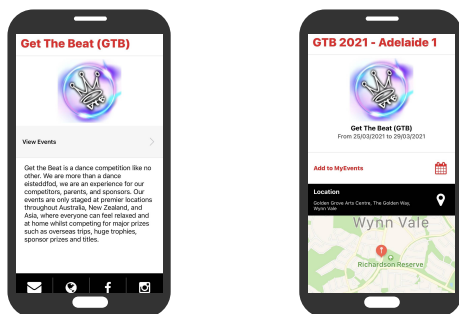 Get The Beat (GTB)
View Events
Get the Beat is a dance competition like no
other. We are more than a dance
eisteddfod, we are an experience for our
competitors, parents, and sponsors. Our
events are only staged at premier locations
throughout Australia, New Zealand, and
Asia, where everyone can feel relaxed and
at home whilst competing for major prizes
such as overseas trips, huge trophies,
sponsor prizes and titles.
GTB 2021 - Adelaide 1
Get The Beat (GTB)
From 25/03/2021 to 29/03/2021
Add to MyEvents
Location
Golden Grove Arts Centre, The Golden Way,
Wynn Vale
Wynn Vale
Richardson Reserve